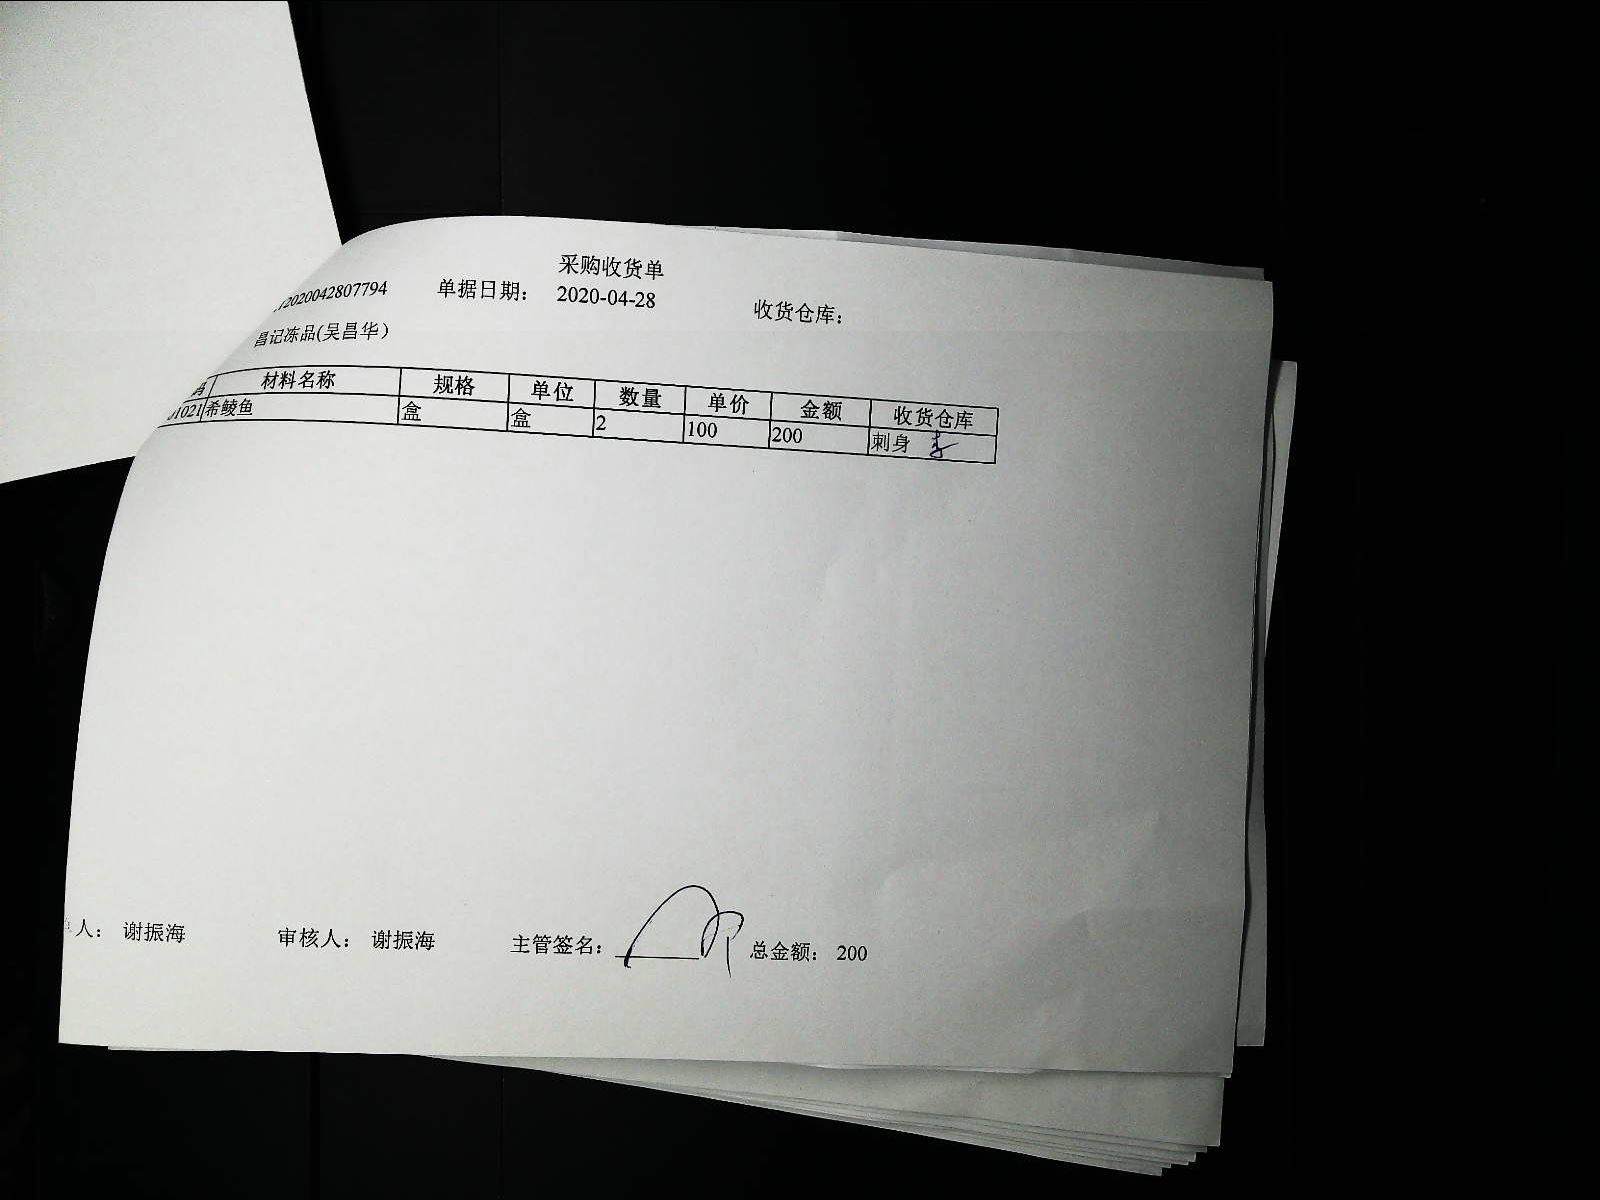 采购收货单
2020042807794 单据日期： 2020-04-28 收货仓库：
昌记冻品(吴昌华）
码 材料名称 规格 单位 数量 单价 金额 收货仓库
1021 希鲮鱼 盒 盒 2 100 200 刺身
人： 谢振海 审核人： 谢振海 主管签名： 总金额： 200